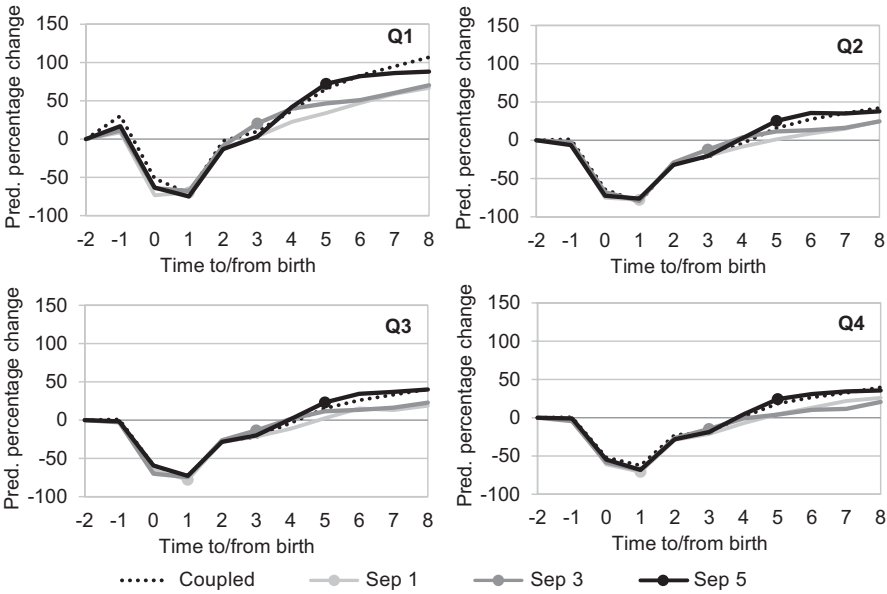 Pred. percentage change
150
100
50
0
-50
-100
Q1
-2 -1 0 1 2 3 4 5 6 7 8
Time to/from birth
Pred. percentage change
150
100
50
0
-50
-100
Q2
-2 -1 0 1 2 3 4 5 6 7 8
Time to/from birth
Pred. percentage change
150
100
50
0
-50
-100
Q3
-2 -1 0 1 2 3 4 5 6 7 8
Time to/from birth
Pred. percentage change
150
100
50
0
-50
-100
Q4
-2 -1 0 1 2 3 4 5 6 7 8
Time to/from birth
Coupled Sep 1 Sep 3 Sep 5